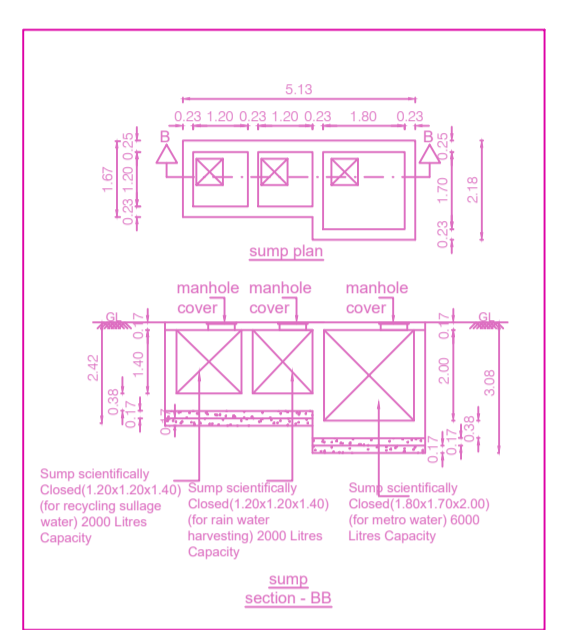 5.13
0.23 1.20 0.23 1.20 0.23 1.80 0.23
B B
0.25 0.25
1.67 1.20 1.70 2.18
0.23
0.23
sump plan
manhole manhole manhole
cover cover cover
GL 0.17 0.17 GL
2.42 1.40 2.00 3.08
0.38 0.38
0.17 0.17 0.17 0.17
Sump scientifically
Closed(1.20x1.20x1.40)
(for recycling sullage
water) 2000 Litres
Capacity
Sump scientifically
Closed(1.20x1.20x1.40)
(for rain water
harvesting) 2000 Litres
Capacity
Sump scientifically
Closed(1.80x1.70x2.00)
(for metro water) 6000
Litres Capacity
sump
section - BB